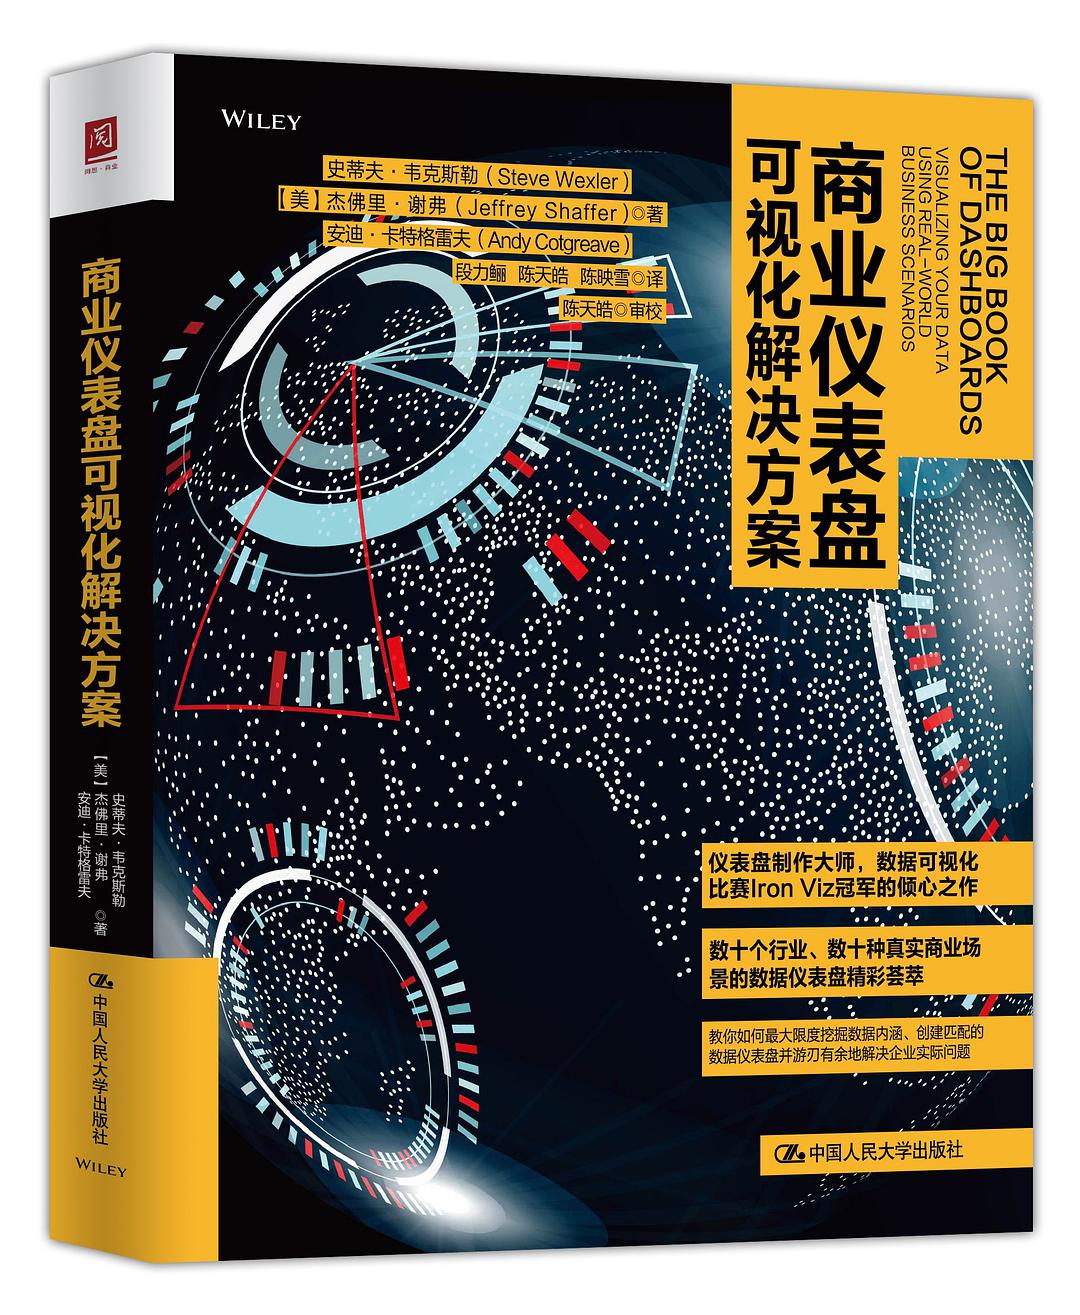 WILEY
史蒂夫·韦克斯勒(Steve Wexler)
【美】杰佛里·谢弗(Jeffrey Shaffer)◎著
安迪·卡特格雷夫(Andy Cotgreave)
段力鲡 陈天皓 陈映雪◎译
陈天皓◎审校
THE BIG BOOK
OF DASHBOARDS
VISUALIZING YOUR DATA
USING REAL-WORLD
BUSINESS SCENARIOS
商业仪表盘
可视化解决方案
仪表盘制作大师，数据可视化
比赛Iron Viz冠军的倾心之作
数十个行业、数十种真实商业场
景的数据仪表盘精彩荟萃
教你如何最大限度挖掘数据内涵、创建匹配的
数据仪表盘并游刃有余地解决企业实际问题
中国人民大学出版社
阅
阅想·商业
商业仪表盘可视化解决方案
史蒂夫·韦克斯勒
【美】杰佛里·谢弗 ◎著
安迪·卡特格雷夫
中国人民大学出版社
WILEY